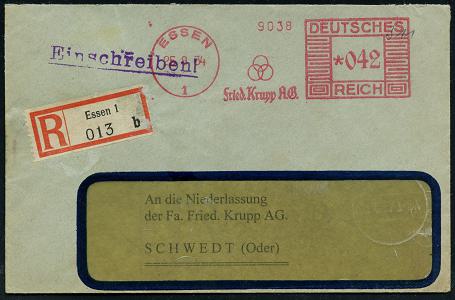 9038
DEUTSCHES
ESSEN
*042
1
REICH
Fried. Krupp A.G.
Einschreiben!
R
Essen 1
013 b
An die Niederlassung
der Fa. Fried. Krupp AG.
SCHWEDT (Oder)